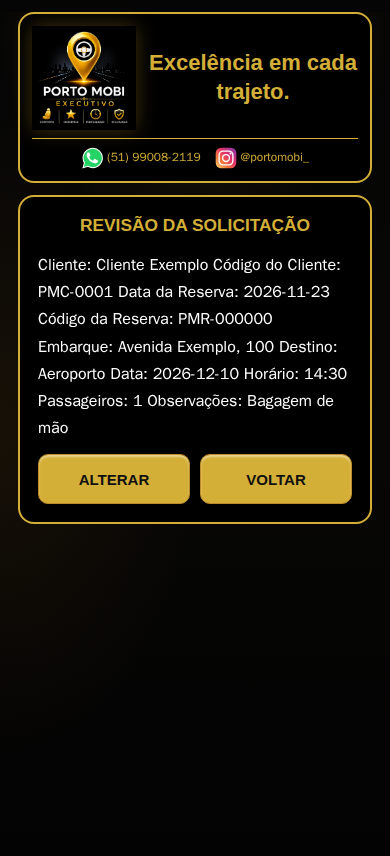 PORTO MOBI
EXECUTIVO
Excelência em cada
trajeto.
(51) 99008-2119 @portomobi_
REVISÃO DA SOLICITAÇÃO
Cliente: Cliente Exemplo Código do Cliente:
PMC-0001 Data da Reserva: 2026-11-23
Código da Reserva: PMR-000000
Embarque: Avenida Exemplo, 100 Destino:
Aeroporto Data: 2026-12-10 Horário: 14:30
Passageiros: 1 Observações: Bagagem de
mão
ALTERAR VOLTAR